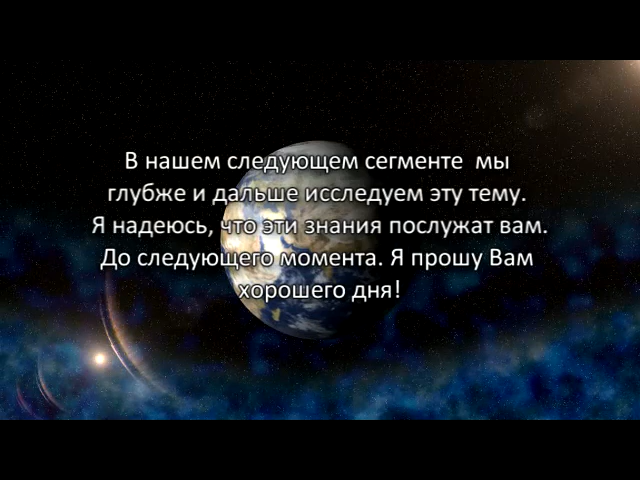 В нашем следующем сегменте  мы
глубже и дальше исследуем эту тему.
Я надеюсь, что эти знания послужат вам.
До следующего момента. Я прошу Вам
хорошего дня!